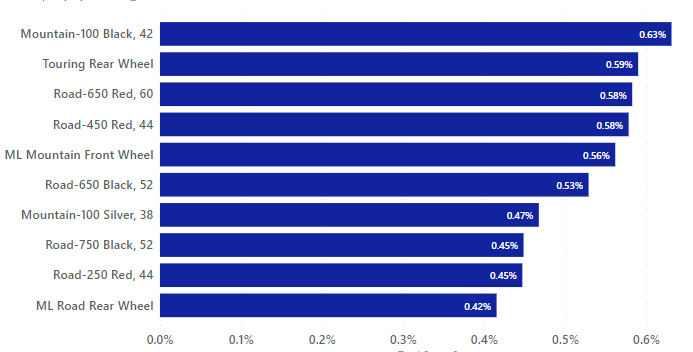 Mountain-100 Black, 42 0.63%
Touring Rear Wheel 0.59%
Road-650 Red, 60 0.58%
Road-450 Red, 44 0.58%
ML Mountain Front Wheel 0.56%
Road-650 Black, 52 0.53%
Mountain-100 Silver, 38 0.47%
Road-750 Black, 52 0.45%
Road-250 Red, 44 0.45%
ML Road Rear Wheel 0.42%
0.0% 0.1% 0.2% 0.3% 0.4% 0.5% 0.6%